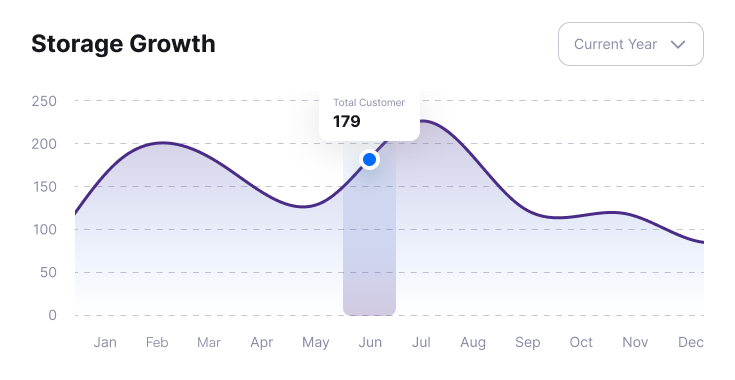 Storage Growth
Current Year
250
Total Customer
179
200
150
100
50
0
Jan Feb Mar Apr May Jun Jul Aug Sep Oct Nov Dec